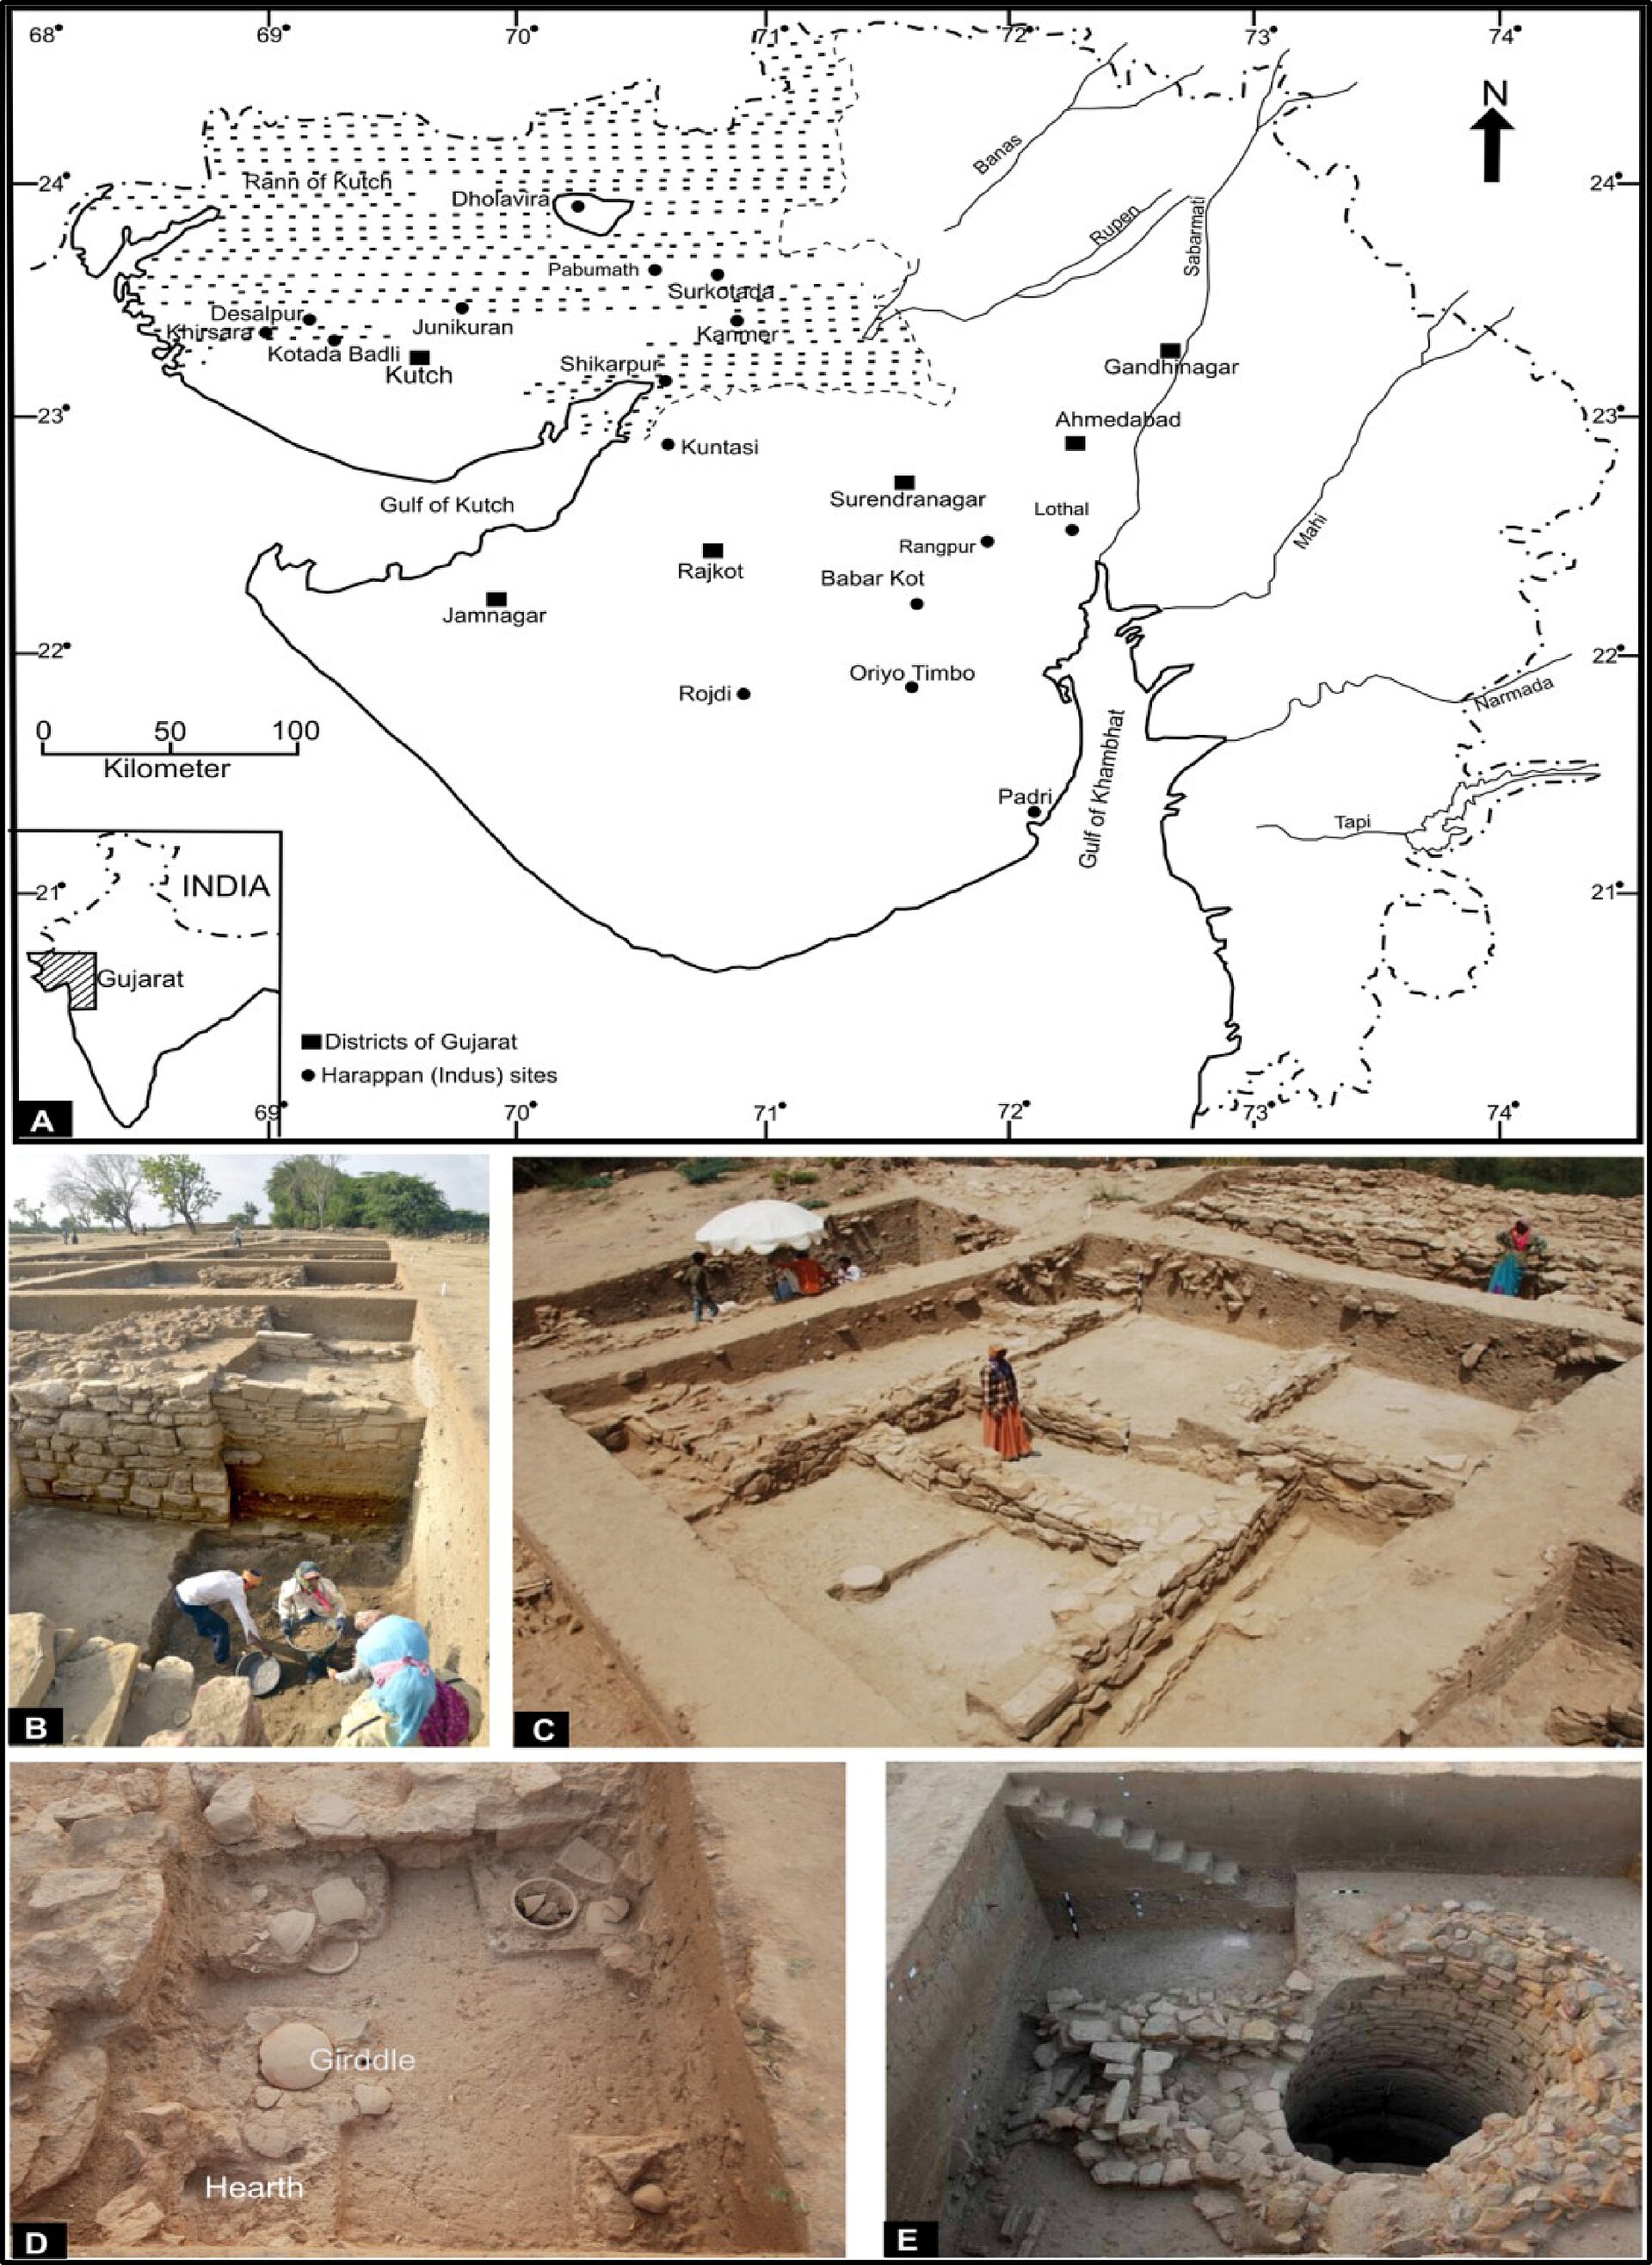 68° 69° 70° 71° 72° 73° 74°
N
24° 24°
Banas
Rann of Kutch
Dholavira
Rupen
Sabarmati
Pabumath
Surkotada
Desalpur
Khirsara
Junikuran
Kanmer
Kotada Badli
Kutch
Shikarpur
Gandhinagar
23° 23°
Ahmedabad
Kuntasi
Surendranagar
Gulf of Kutch
Lothal
Mahi
Rangpur
Rajkot
Babar Kot
Jamnagar
22° 22°
Oriyo Timbo
Rojdi
Narmada
0 50 100
Kilometer
Gulf of Khambhat
Padri
Tapi
21° 21°
INDIA
Gujarat
Districts of Gujarat
Harappan (Indus) sites
A
69° 70° 71° 72° 73° 74°
B
C
Girddle
Hearth
D
E